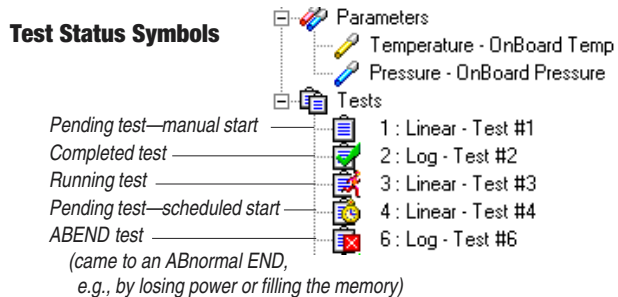 Test Status Symbols
Parameters
Temperature - OnBoard Temp
Pressure - OnBoard Pressure
Tests
Pending test—manual start
1 : Linear - Test #1
Completed test
2 : Log - Test #2
Running test
3 : Linear - Test #3
Pending test—scheduled start
4 : Linear - Test #4
ABEND test
6 : Log - Test #6
(came to an ABnormal END,
e.g., by losing power or filling the memory)